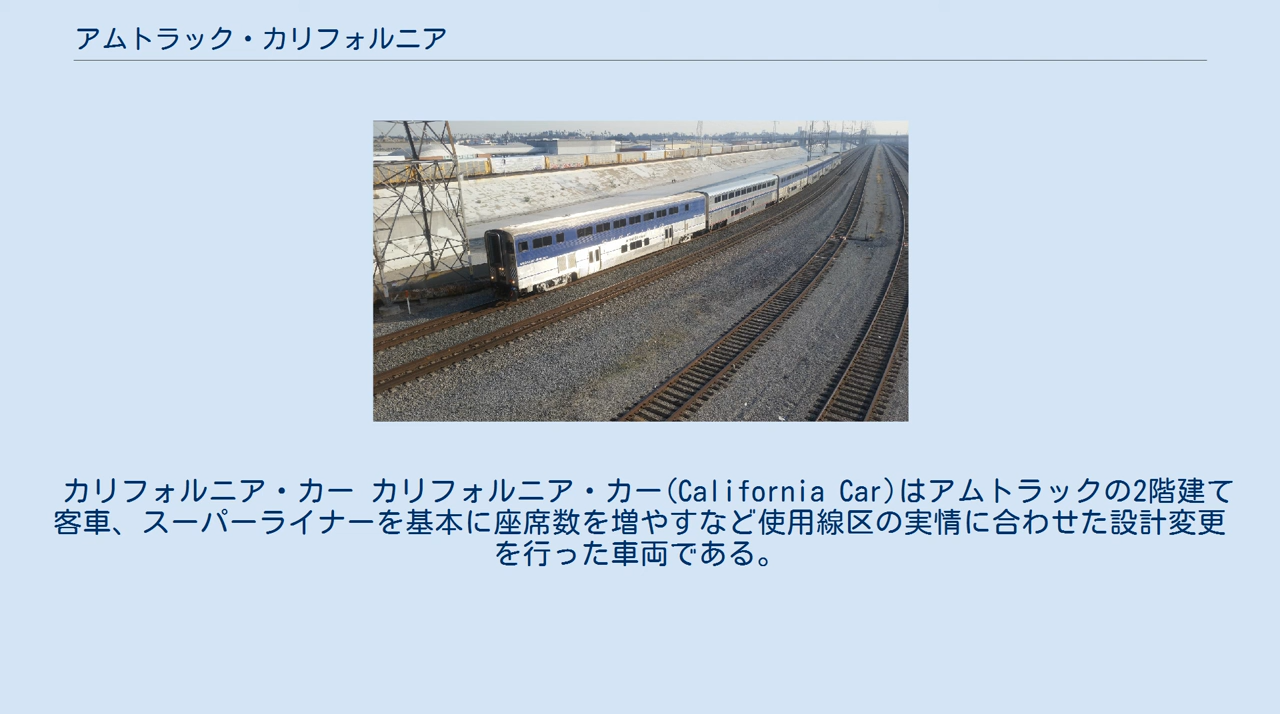 アムトラック・カリフォルニア
カリフォルニア・カー カリフォルニア・カー(California Car)はアムトラックの2階建て
客車、スーパーライナーを基本に座席数を増やすなど使用線区の実情に合わせた設計変更
を行った車両である。